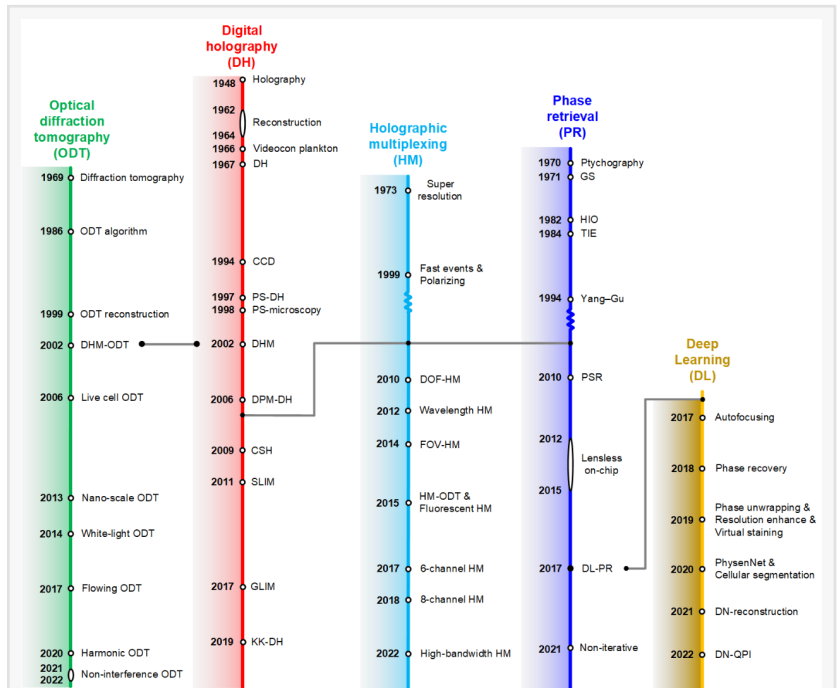 Optical
diffraction
tomography
(ODT)
1969 Diffraction tomography
1986 ODT algorithm
1999 ODT reconstruction
2002 DHM-ODT
2006 Live cell ODT
2013 Nano-scale ODT
2014 White-light ODT
2017 Flowing ODT
2020 Harmonic ODT
2021
2022 Non-interference ODT
Digital
holography
(DH)
1948 Holography
1962
1964 Reconstruction
1966 Videocon plankton
1967 DH
1994 CCD
1997 PS-DH
1998 PS-microscopy
2002 DHM
2006 DPM-DH
2009 CSH
2011 SLIM
2017 GLIM
2019 KK-DH
Holographic
multiplexing
(HM)
1973 Super
resolution
1999 Fast events &
Polarizing
2010 DOF-HM
2012 Wavelength HM
2014 FOV-HM
2015 HM-ODT &
Fluorescent HM
2017 6-channel HM
2018 8-channel HM
2022 High-bandwidth HM
Phase
retrieval
(PR)
1970 Ptychography
1971 GS
1982 HIO
1984 TIE
1994 Yang–Gu
2010 PSR
2012 Lensless
2015 on-chip
2017 DL-PR
2021 Non-iterative
Deep
Learning
(DL)
2017 Autofocusing
2018 Phase recovery
2019 Phase unwrapping &
Resolution enhance &
Virtual staining
2020 PhysenNet &
Cellular segmentation
2021 DN-reconstruction
2022 DN-QPI